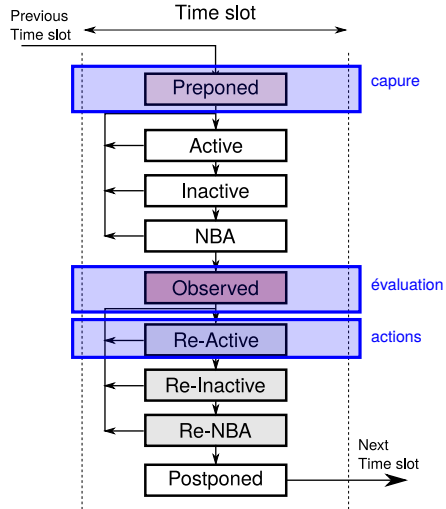 Previous
Time slot
Time slot
Preponed
capure
Active
Inactive
NBA
Observed
évaluation
Re-Active
actions
Re-Inactive
Re-NBA
Next
Time slot
Postponed